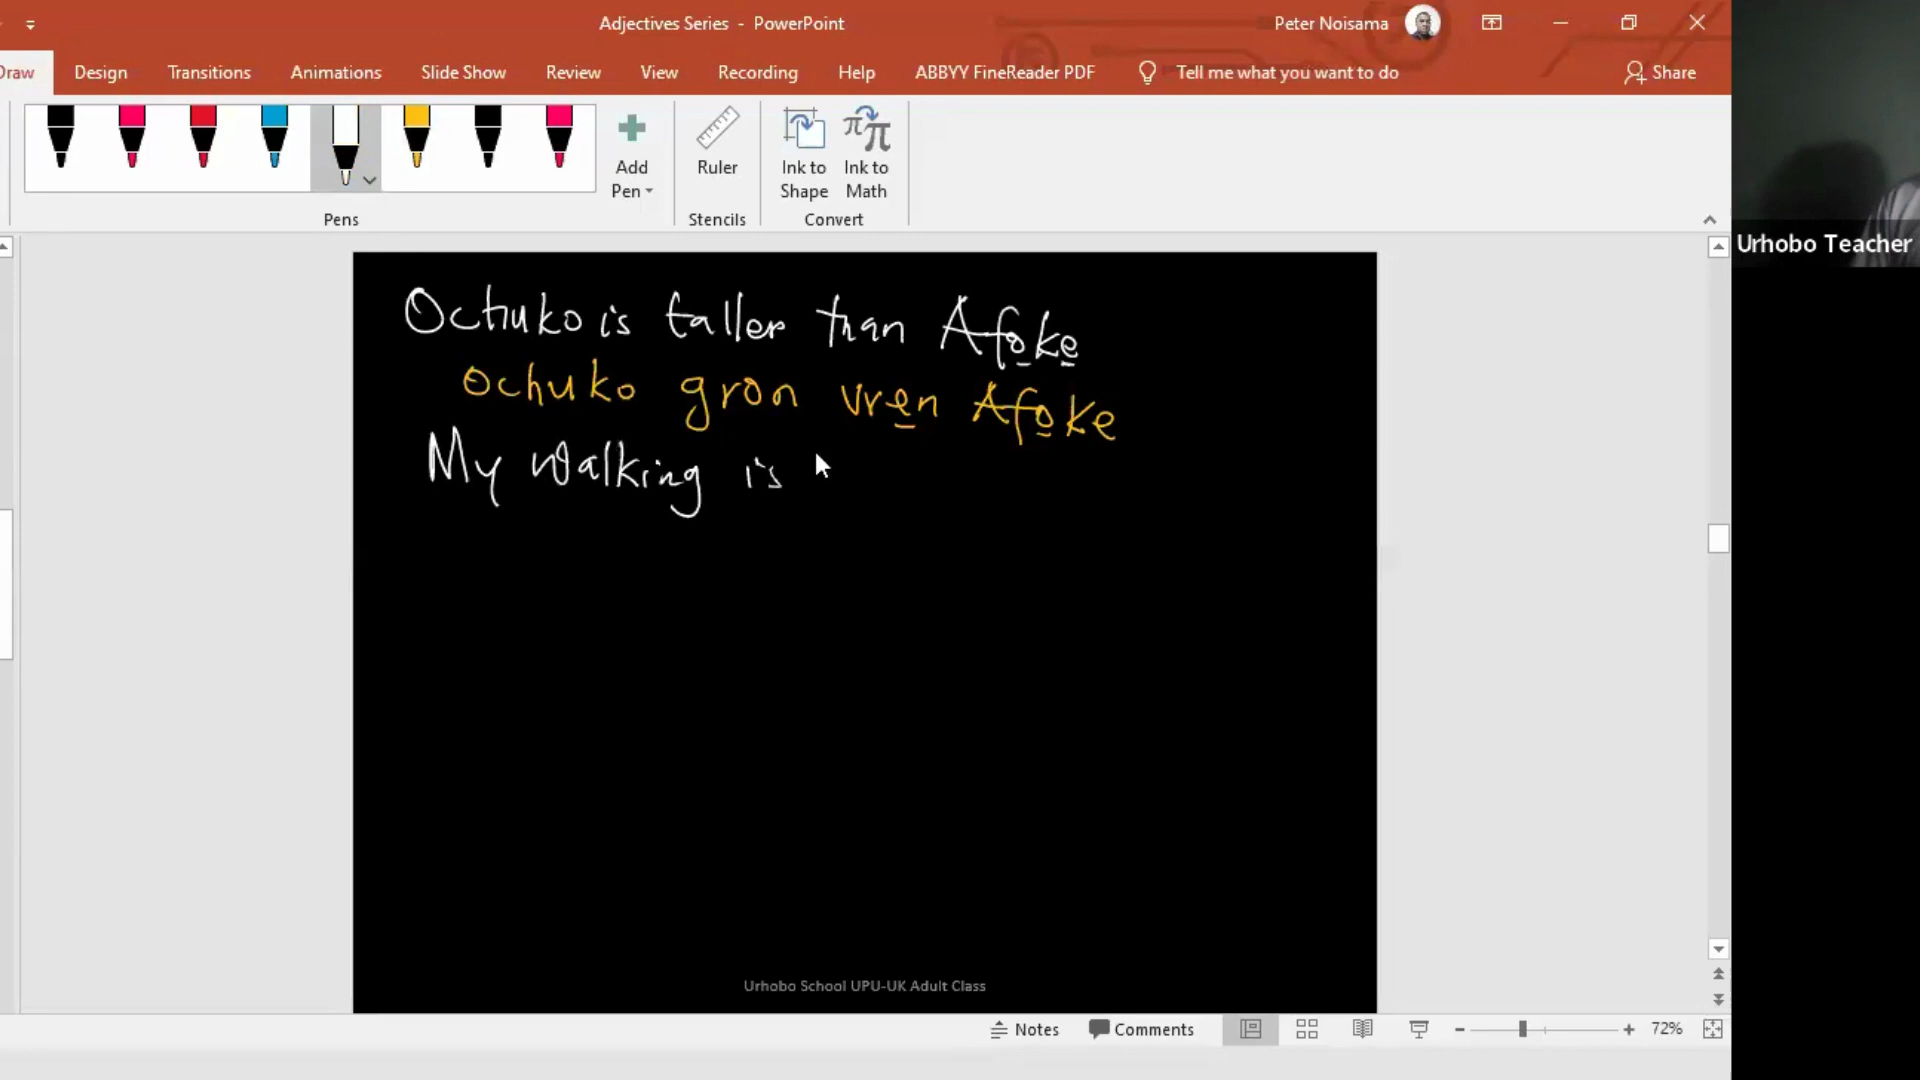 Adjectives Series - PowerPoint
Peter Noisama
Draw Design Transitions Animations Slide Show Review View Recording Help ABBYY FineReader PDF Tell me what you want to do Share
Add Pen
Ruler
Ink to Shape
Ink to Math
Pens
Stencils
Convert
Urhobo Teacher
Ochuko is taller than Afọkẹ
Ochuko gron vrẹn Afọke
My walking is
Urhobo School UPU-UK Adult Class
Notes Comments 72%